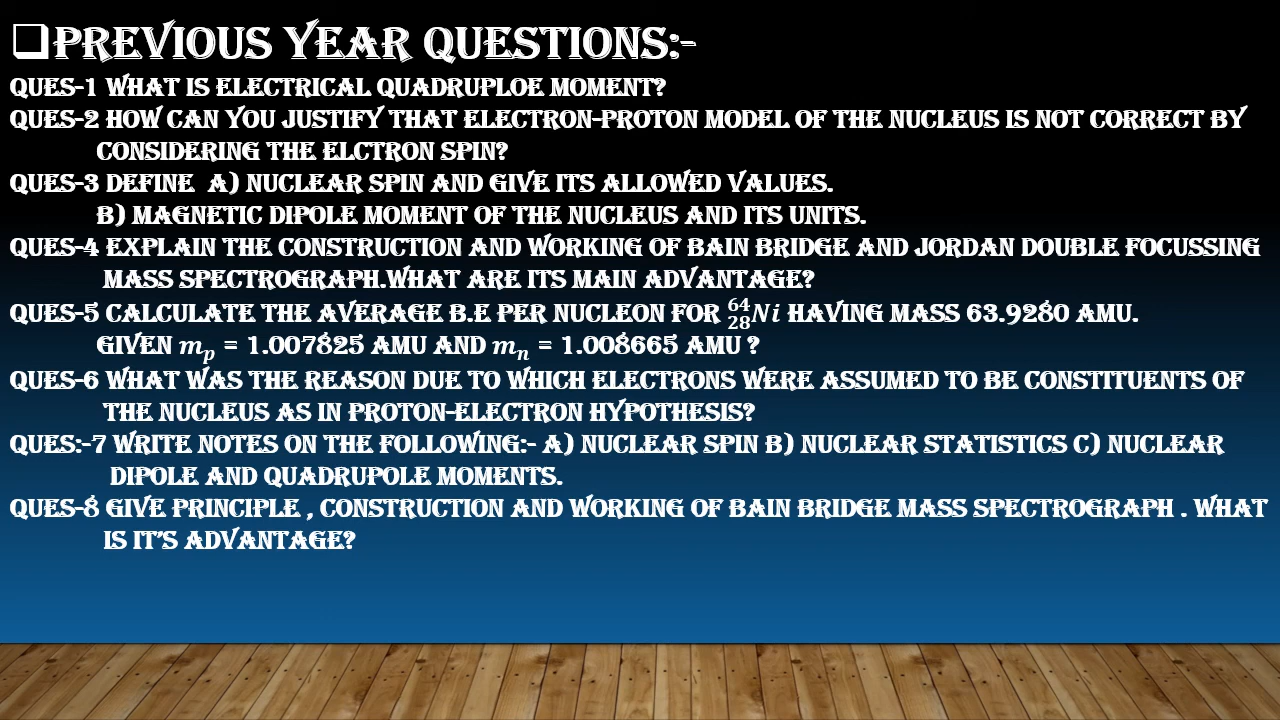 ❑PREVIOUS YEAR QUESTIONS:-
QUES-1 WHAT IS ELECTRICAL QUADRUPLOE MOMENT?
QUES-2 HOW CAN YOU JUSTIFY THAT ELECTRON-PROTON MODEL OF THE NUCLEUS IS NOT CORRECT BY
CONSIDERING THE ELCTRON SPIN?
QUES-3 DEFINE A) NUCLEAR SPIN AND GIVE ITS ALLOWED VALUES.
B) MAGNETIC DIPOLE MOMENT OF THE NUCLEUS AND ITS UNITS.
QUES-4 EXPLAIN THE CONSTRUCTION AND WORKING OF BAIN BRIDGE AND JORDAN DOUBLE FOCUSSING
MASS SPECTROGRAPH.WHAT ARE ITS MAIN ADVANTAGE?
QUES-5 CALCULATE THE AVERAGE B.E PER NUCLEON FOR $^{64}_{28}Ni$ HAVING MASS 63.9280 AMU.
GIVEN $m_p$ = 1.007825 AMU AND $m_n$ = 1.008665 AMU ?
QUES-6 WHAT WAS THE REASON DUE TO WHICH ELECTRONS WERE ASSUMED TO BE CONSTITUENTS OF
THE NUCLEUS AS IN PROTON-ELECTRON HYPOTHESIS?
QUES:-7 WRITE NOTES ON THE FOLLOWING:- A) NUCLEAR SPIN B) NUCLEAR STATISTICS C) NUCLEAR
DIPOLE AND QUADRUPOLE MOMENTS.
QUES-8 GIVE PRINCIPLE , CONSTRUCTION AND WORKING OF BAIN BRIDGE MASS SPECTROGRAPH . WHAT
IS IT'S ADVANTAGE?